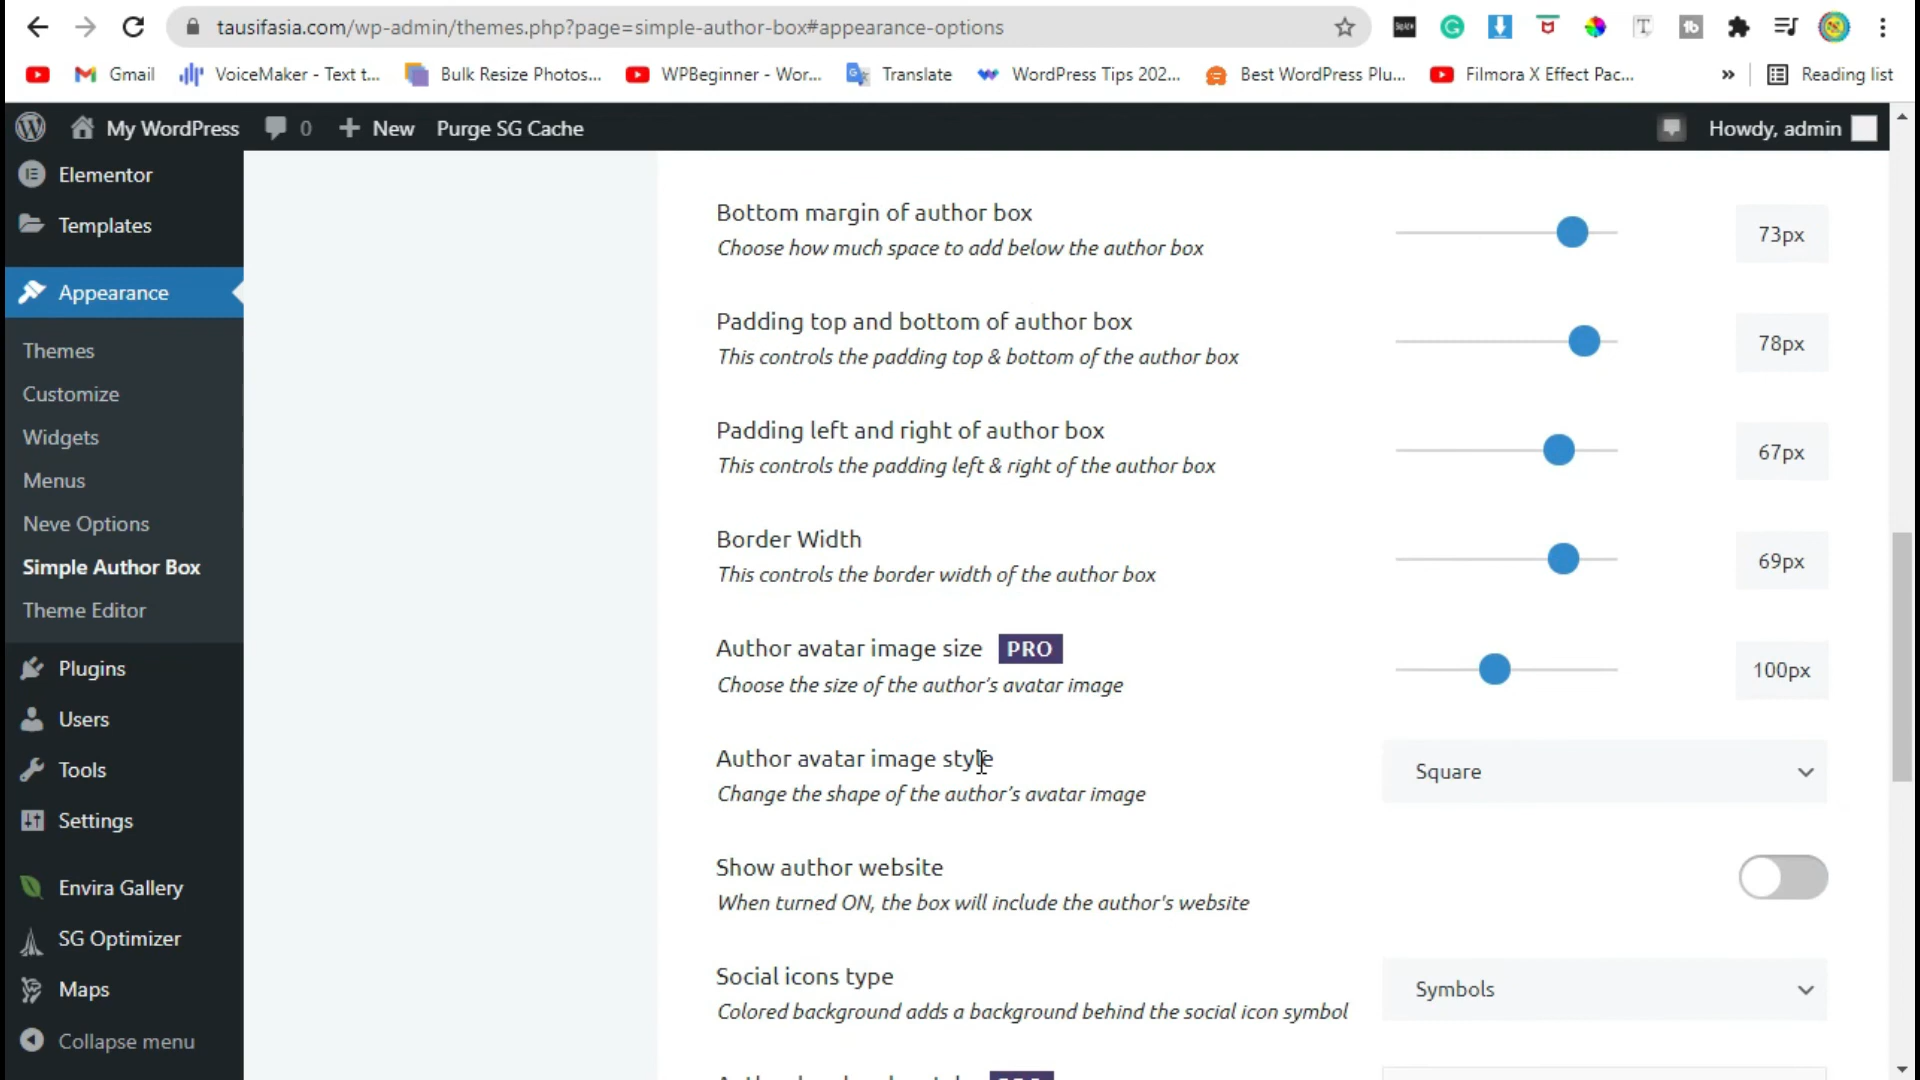 tausifasia.com/wp-admin/themes.php?page=simple-author-box#appearance-options
Gmail
VoiceMaker - Text t...
Bulk Resize Photos...
WPBeginner - Wor...
Translate
WordPress Tips 202...
Best WordPress Plu...
Filmora X Effect Pac...
»
Reading list
My WordPress
0
New
Purge SG Cache
Howdy, admin
Elementor
Templates
Appearance
Themes
Customize
Widgets
Menus
Neve Options
Simple Author Box
Theme Editor
Plugins
Users
Tools
Settings
Envira Gallery
SG Optimizer
Maps
Collapse menu
Bottom margin of author box
Choose how much space to add below the author box
73px
Padding top and bottom of author box
This controls the padding top & bottom of the author box
78px
Padding left and right of author box
This controls the padding left & right of the author box
67px
Border Width
This controls the border width of the author box
69px
Author avatar image size PRO
Choose the size of the author's avatar image
100px
Author avatar image style
Change the shape of the author's avatar image
Square
Show author website
When turned ON, the box will include the author's website
Social icons type
Colored background adds a background behind the social icon symbol
Symbols